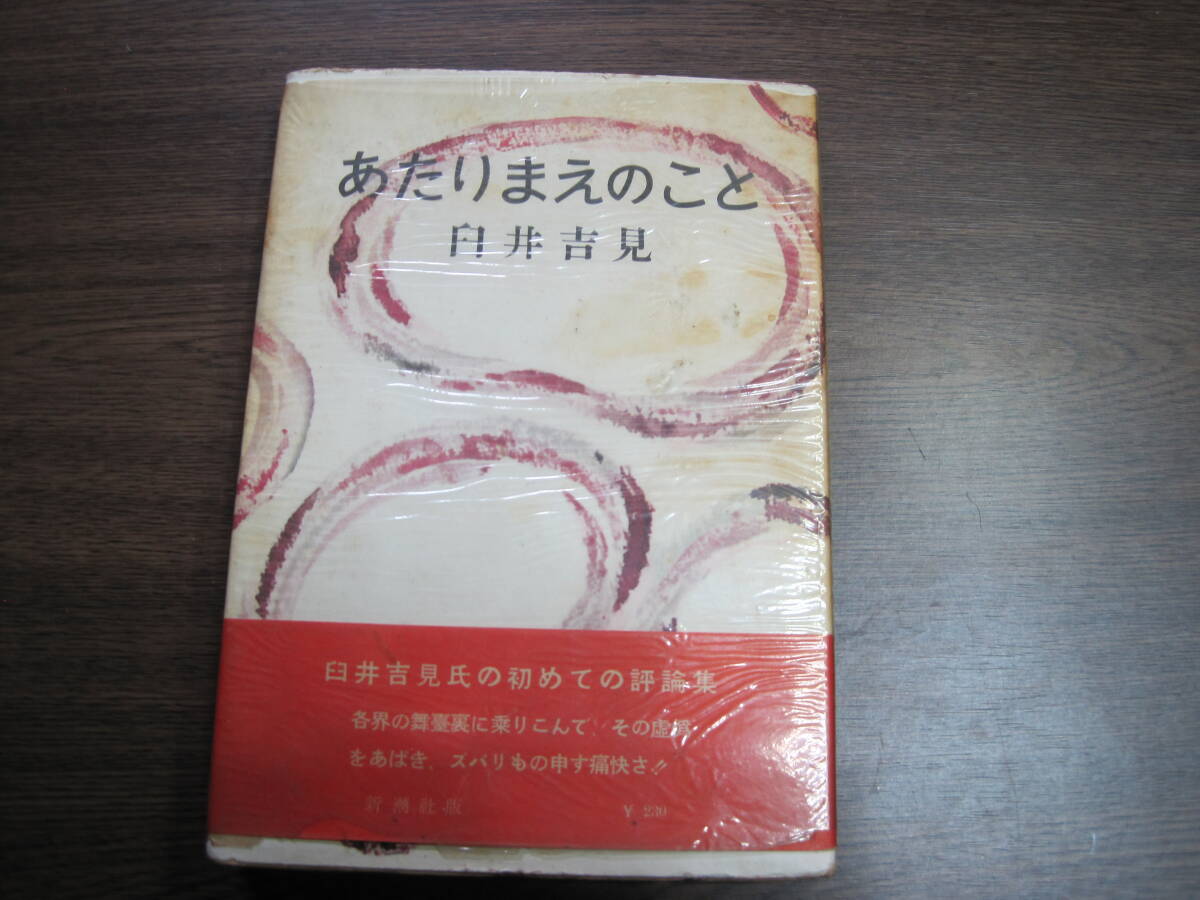 あたりまえのこと
臼井吉見
臼井吉見氏の初めての評論集
各界の舞臺裏に乗りこんで、その虚構
をあばき、ズバリもの申す痛快さ!!
新潮社版 ¥ 230